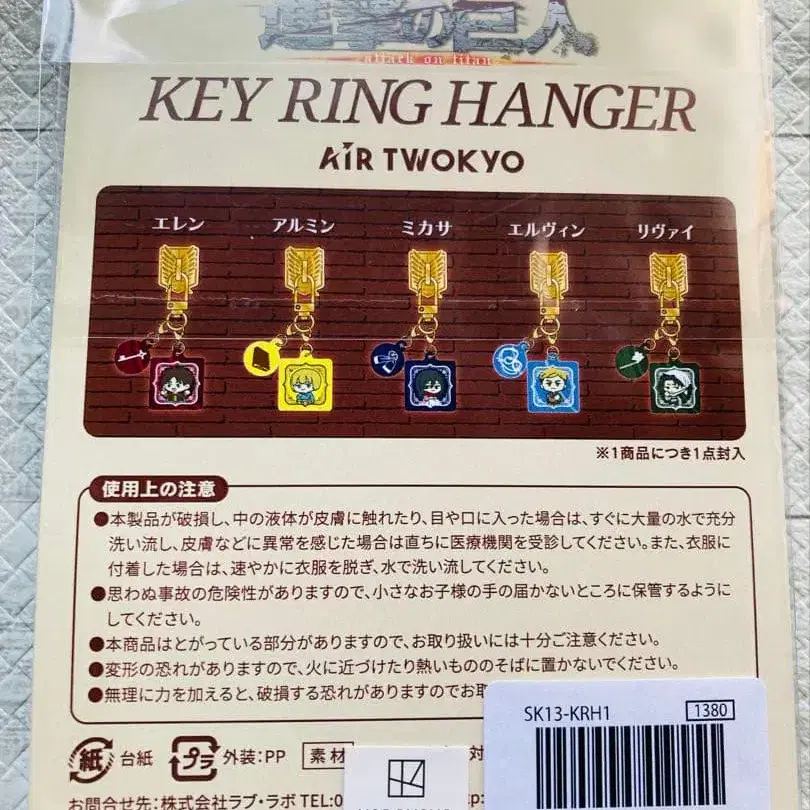 進撃の巨人
attack on titan
KEY RING HANGER
AIR TWOKYO
エレン アルミン ミカサ エルヴィン リヴァイ
※1商品につき1点封入
使用上の注意
●本製品が破損し、中の液体が皮膚に触れたり、目や口に入った場合は、すぐに大量の水で充分
洗い流し、皮膚などに異常を感じた場合は直ちに医療機関を受診してください。また、衣服に
付着した場合は、速やかに衣服を脱ぎ、水で洗い流してください。
●思わぬ事故の危険性がありますので、小さなお子様の手の届かないところに保管するように
してください。
●本商品はとがっている部分がありますので、お取り扱いには十分ご注意ください。
●変形の恐れがありますので、火に近づけたり熱いもののそばに置かないでください。
●無理に力を加えると、破損する恐れがありますのでお取
SK13-KRH1 1380
紙 台紙 プラ 外装:PP 素材 対
お問合せ先:株式会社ラブ・ラボ TEL:0